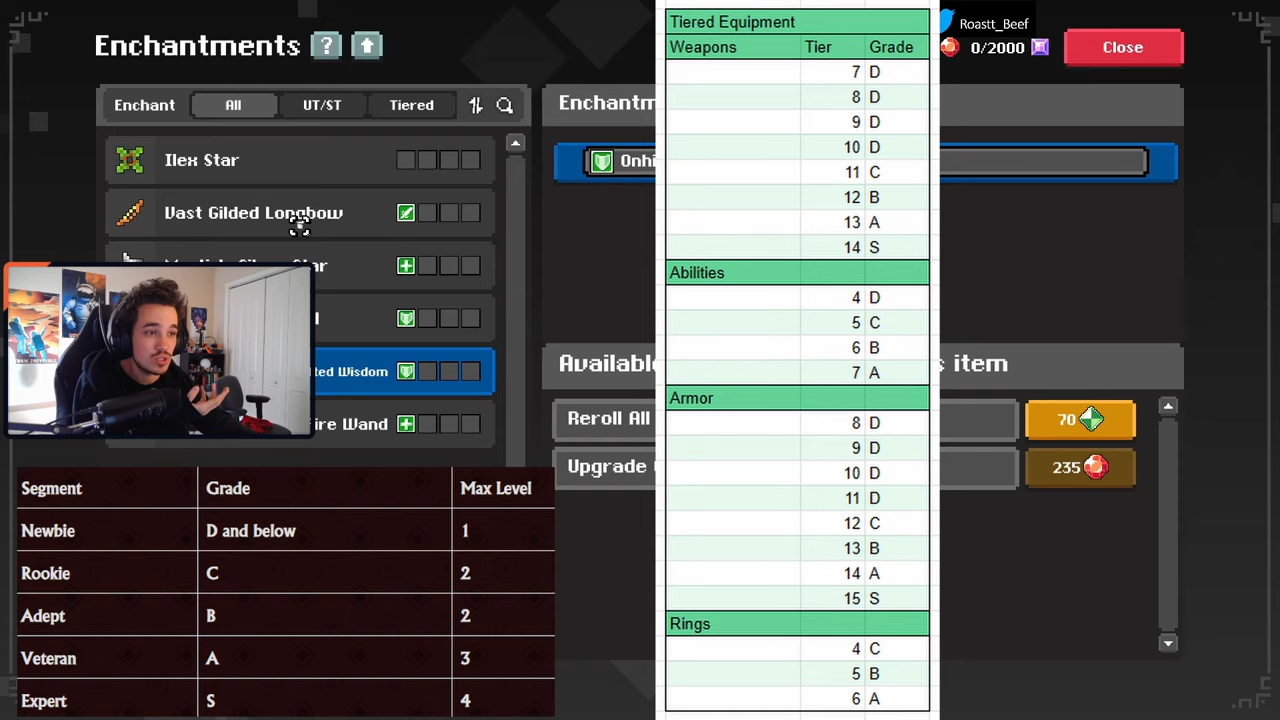 Enchantments ? 
Roastt_Beef
0/2000
Close
Enchant All UT/ST Tiered
Ilex Star
Vast Gilded Longbow
ted Wisdom
ire Wand
Segment Grade Max Level
Newbie D and below 1
Rookie C 2
Adept B 2
Veteran A 3
Expert S 4
Tiered Equipment
Weapons Tier Grade
7 D
8 D
9 D
10 D
11 C
12 B
13 A
14 S
Abilities
4 D
5 C
6 B
7 A
Armor
8 D
9 D
10 D
11 D
12 C
13 B
14 A
15 S
Rings
4 C
5 B
6 A
Enchantm
Onhi
Availabl
s item
Reroll All
70
Upgrade
235